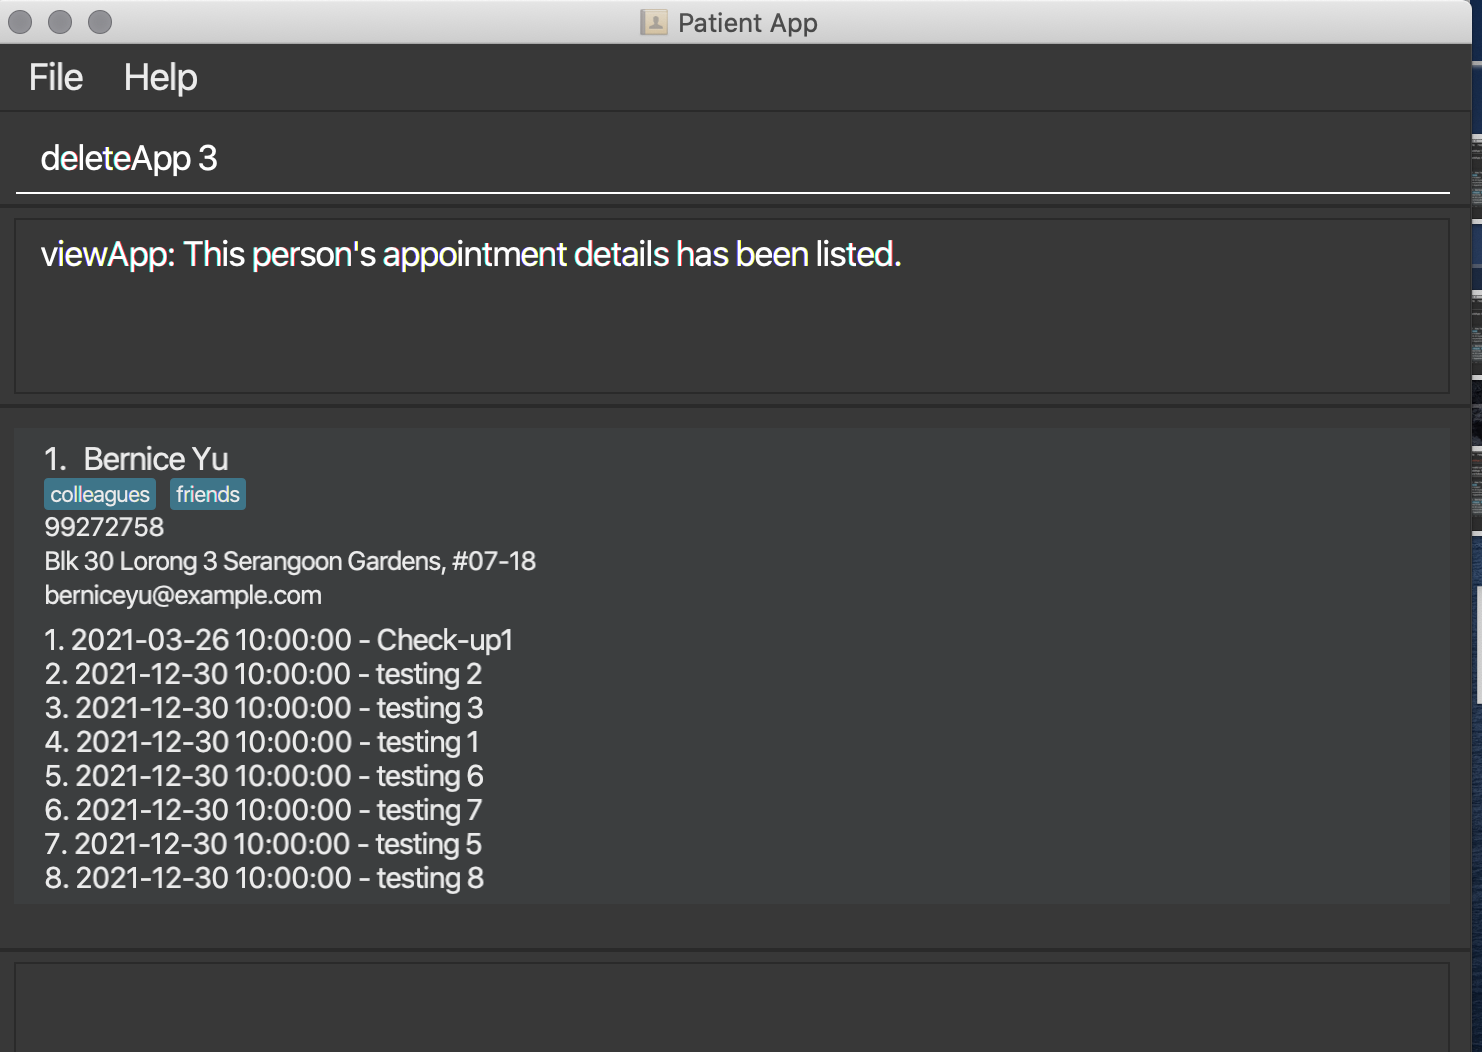 Patient App
File Help
deleteApp 3
viewApp: This person's appointment details has been listed.
1. Bernice Yu
colleagues friends
99272758
Blk 30 Lorong 3 Serangoon Gardens, #07-18
berniceyu@example.com
1. 2021-03-26 10:00:00 - Check-up1
2. 2021-12-30 10:00:00 - testing 2
3. 2021-12-30 10:00:00 - testing 3
4. 2021-12-30 10:00:00 - testing 1
5. 2021-12-30 10:00:00 - testing 6
6. 2021-12-30 10:00:00 - testing 7
7. 2021-12-30 10:00:00 - testing 5
8. 2021-12-30 10:00:00 - testing 8